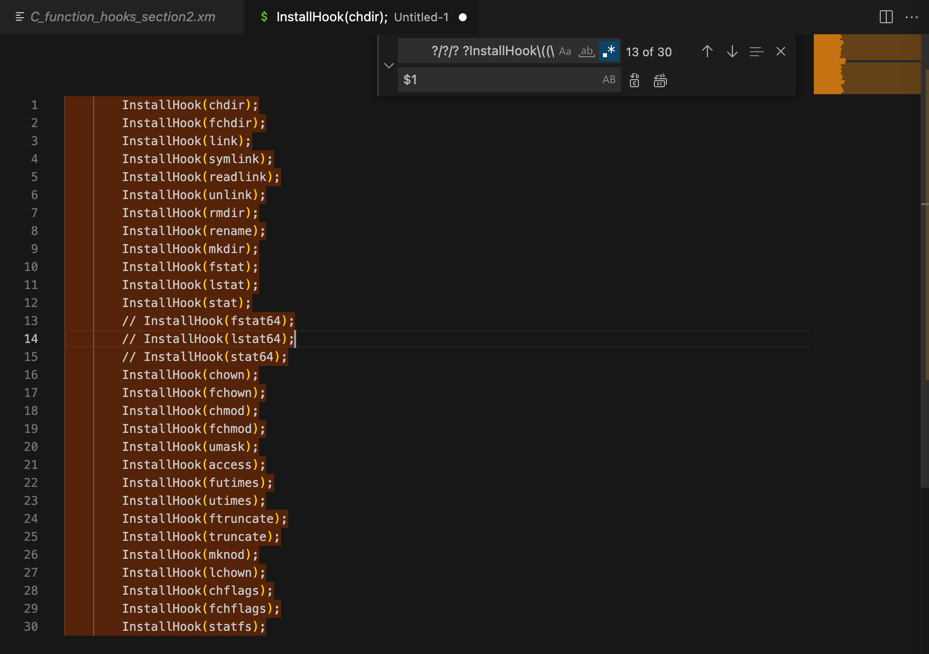 C_function_hooks_section2.xm
$ InstallHook(chdir); Untitled-1
?/?/? ?InstallHook\((\ Aa ab .* 13 of 30
$1 AB
1 InstallHook(chdir);
2 InstallHook(fchdir);
3 InstallHook(link);
4 InstallHook(symlink);
5 InstallHook(readlink);
6 InstallHook(unlink);
7 InstallHook(rmdir);
8 InstallHook(rename);
9 InstallHook(mkdir);
10 InstallHook(fstat);
11 InstallHook(lstat);
12 InstallHook(stat);
13 // InstallHook(fstat64);
14 // InstallHook(lstat64);
15 // InstallHook(stat64);
16 InstallHook(chown);
17 InstallHook(fchown);
18 InstallHook(chmod);
19 InstallHook(fchmod);
20 InstallHook(umask);
21 InstallHook(access);
22 InstallHook(futimes);
23 InstallHook(utimes);
24 InstallHook(ftruncate);
25 InstallHook(truncate);
26 InstallHook(mknod);
27 InstallHook(lchown);
28 InstallHook(chflags);
29 InstallHook(fchflags);
30 InstallHook(statfs);